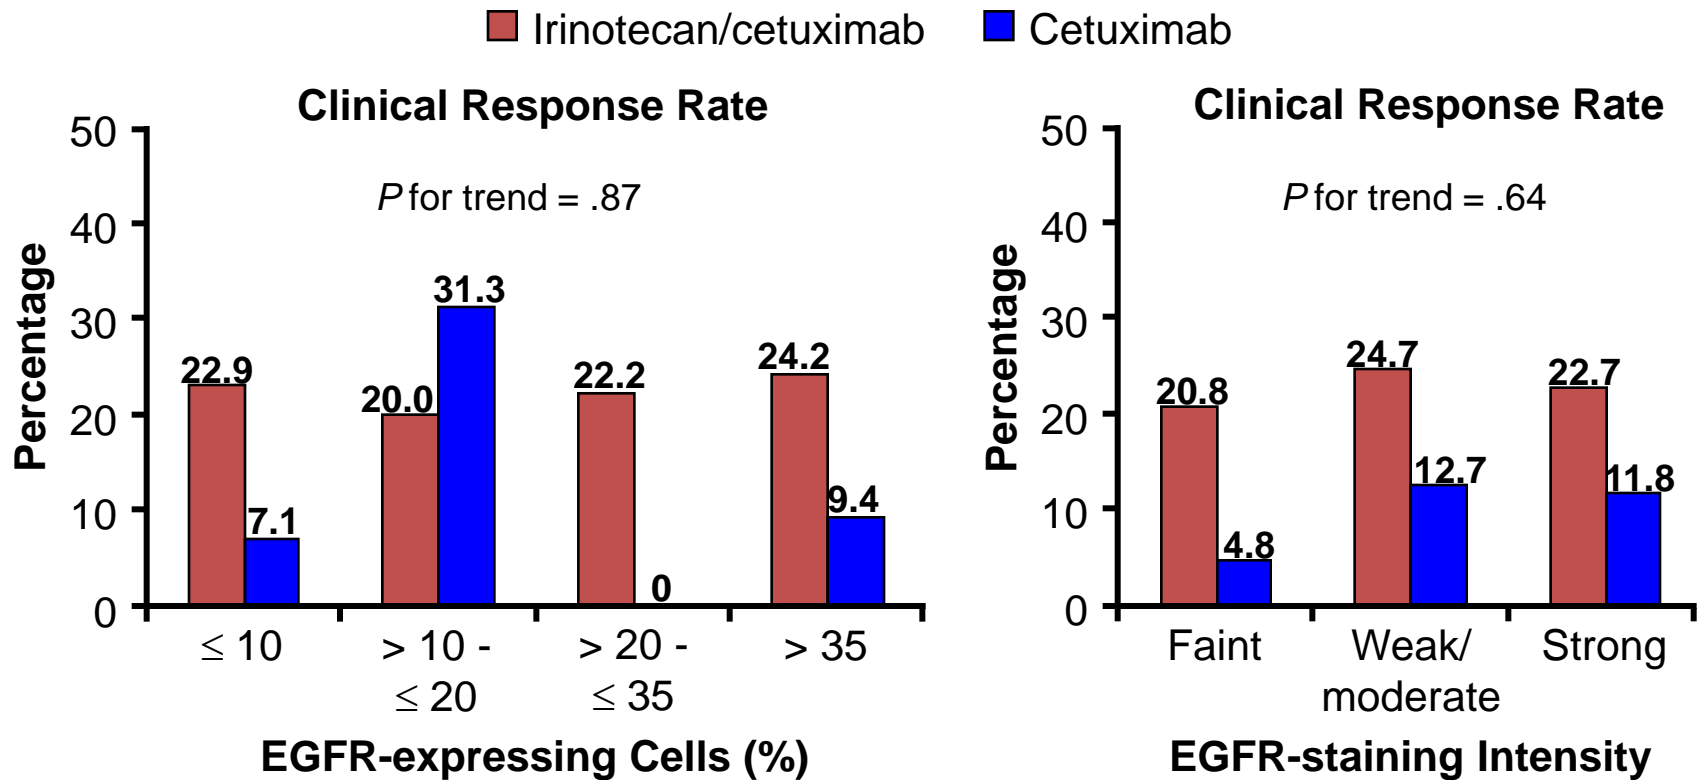 Irinotecan/cetuximab Cetuximab
Clinical Response Rate
P for trend = .87
Percentage
50
40
30
20
10
0
22.9
7.1
20.0
31.3
22.2
0
24.2
9.4
≤ 10
> 10 -
≤ 20
> 20 -
≤ 35
> 35
EGFR-expressing Cells (%)
Clinical Response Rate
P for trend = .64
Percentage
50
40
30
20
10
0
20.8
4.8
24.7
12.7
22.7
11.8
Faint
Weak/
moderate
Strong
EGFR-staining Intensity